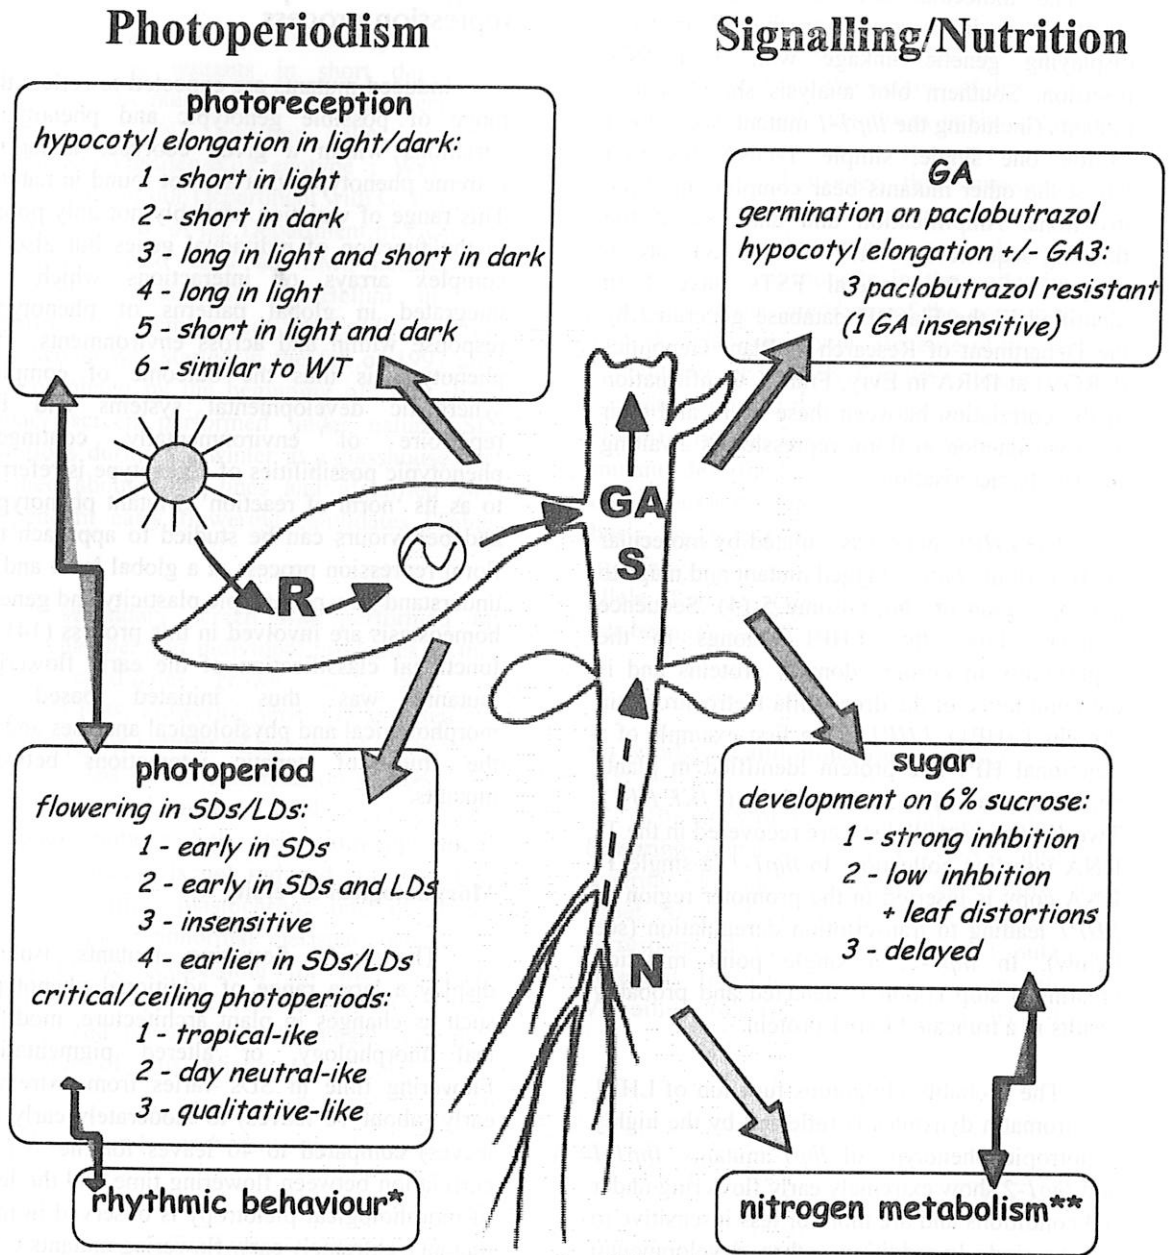 Photoperiodism
Signalling/Nutrition
photoreception
hypocotyl elongation in light/dark:
1 - short in light
2 - short in dark
3 - long in light and short in dark
4 - long in light
5 - short in light and dark
6 - similar to WT
GA
germination on paclobutrazol
hypocotyl elongation +/- GA3:
3 paclobutrazol resistant
(1 GA insensitive)
GA
S
R
photoperiod
flowering in SDs/LDs:
1 - early in SDs
2 - early in SDs and LDs
3 - insensitive
4 - earlier in SDs/LDs
critical/ceiling photoperiods:
1 - tropical-like
2 - day neutral-ike
3 - qualitative-like
sugar
development on 6% sucrose:
1 - strong inhbition
2 - low inhbtion
+ leaf distortions
3 - delayed
N
rhythmic behaviour*
nitrogen metabolism**